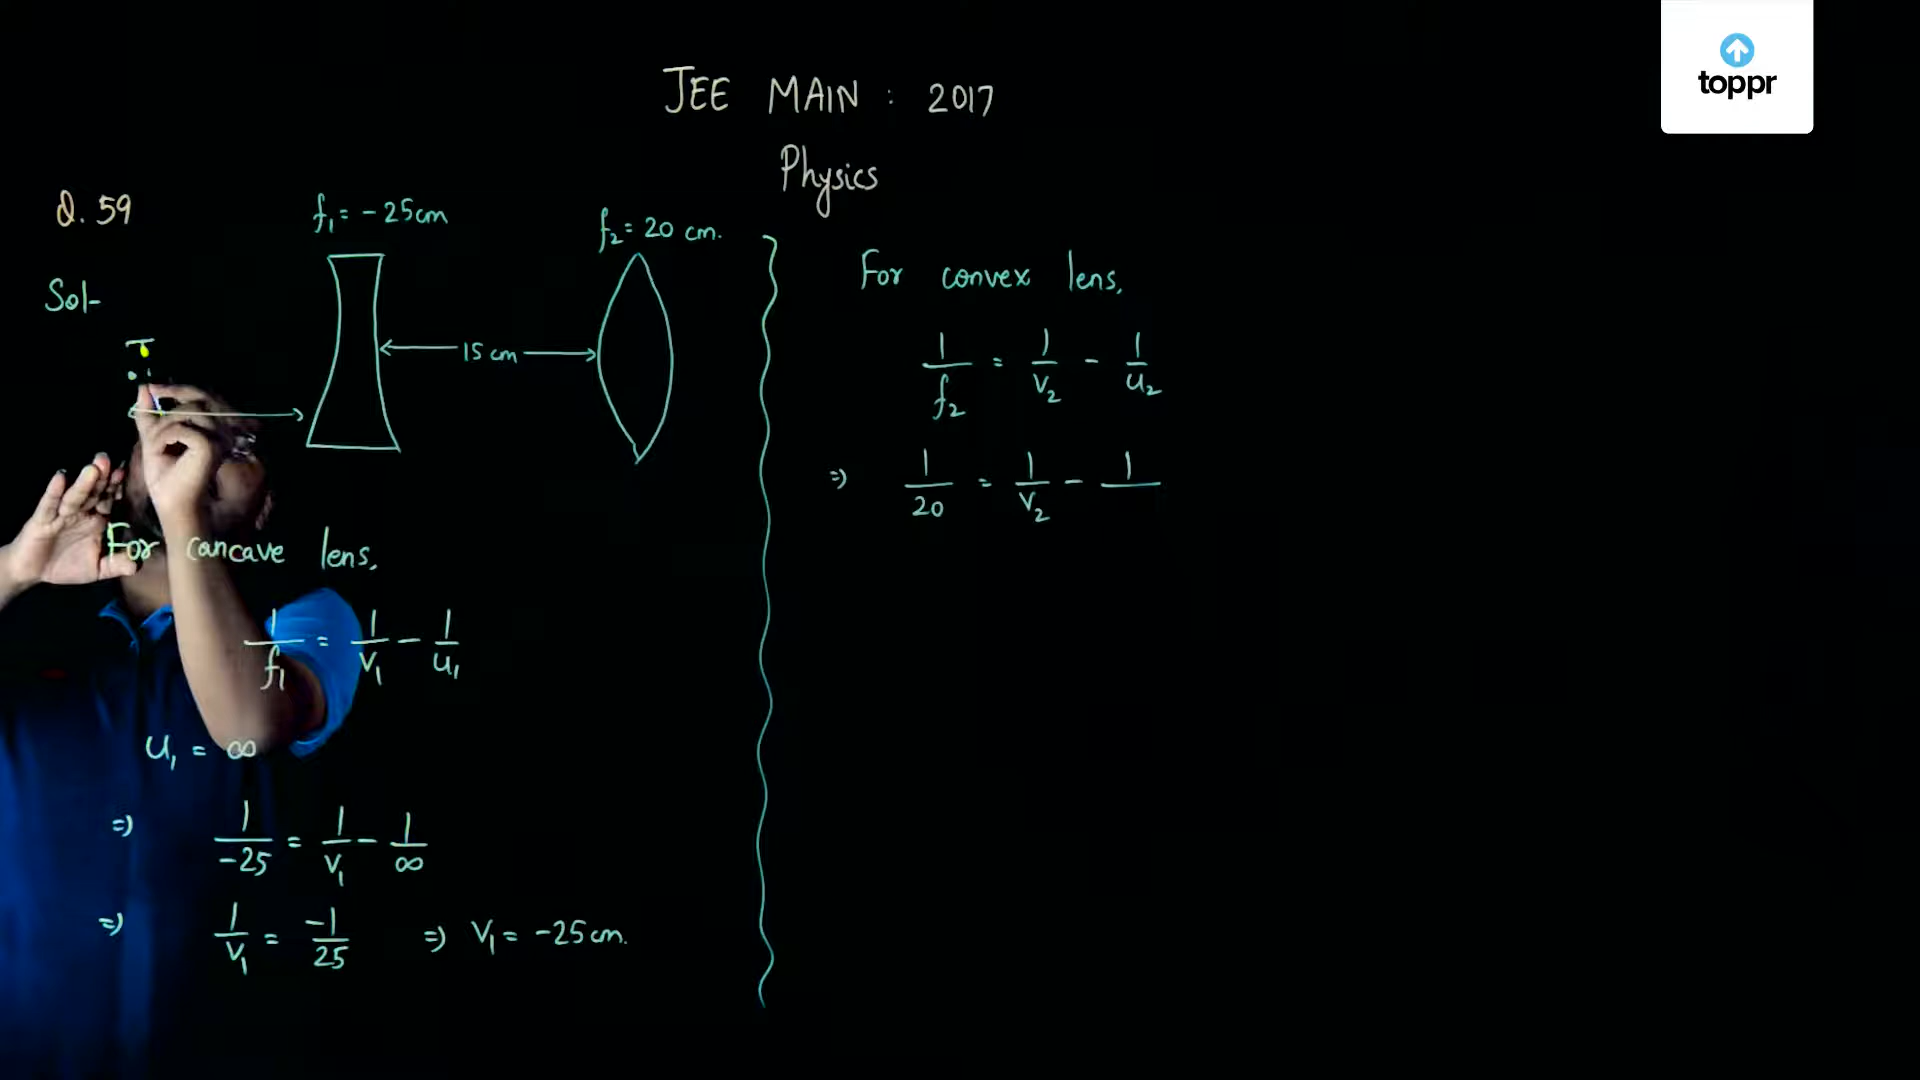 toppr
JEE MAIN : 2017
Physics
Q. 59
f₁ = - 25cm
f₂ = 20 cm.
Sol-
I
15 cm
For concave lens,
1/f₁ = 1/v₁ - 1/u₁
u₁ = ∞
=) 1/-25 = 1/v₁ - 1/∞
=) 1/v₁ = -1/25 =) v₁ = -25cm.
For convex lens,
1/f₂ = 1/v₂ - 1/u₂
=) 1/20 = 1/v₂ - 1/